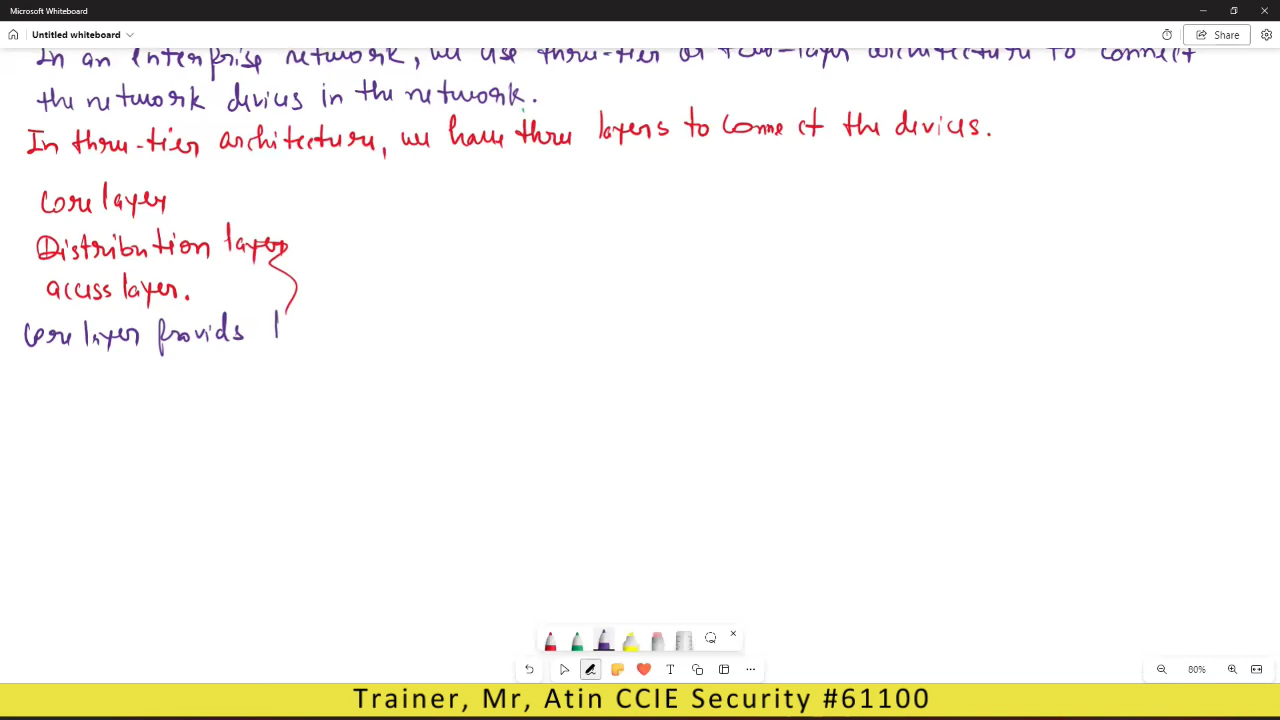 Microsoft Whiteboard
Untitled whiteboard
Share
In an Enterprise network, we use three-tier or two-layer architecture to connect
the network devices in the network.
In three-tier architecture, we have three layers to connect the devices.
Core layer
Distribution layer
access layer.
Core layer provids
80%
Trainer, Mr, Atin CCIE Security #61100